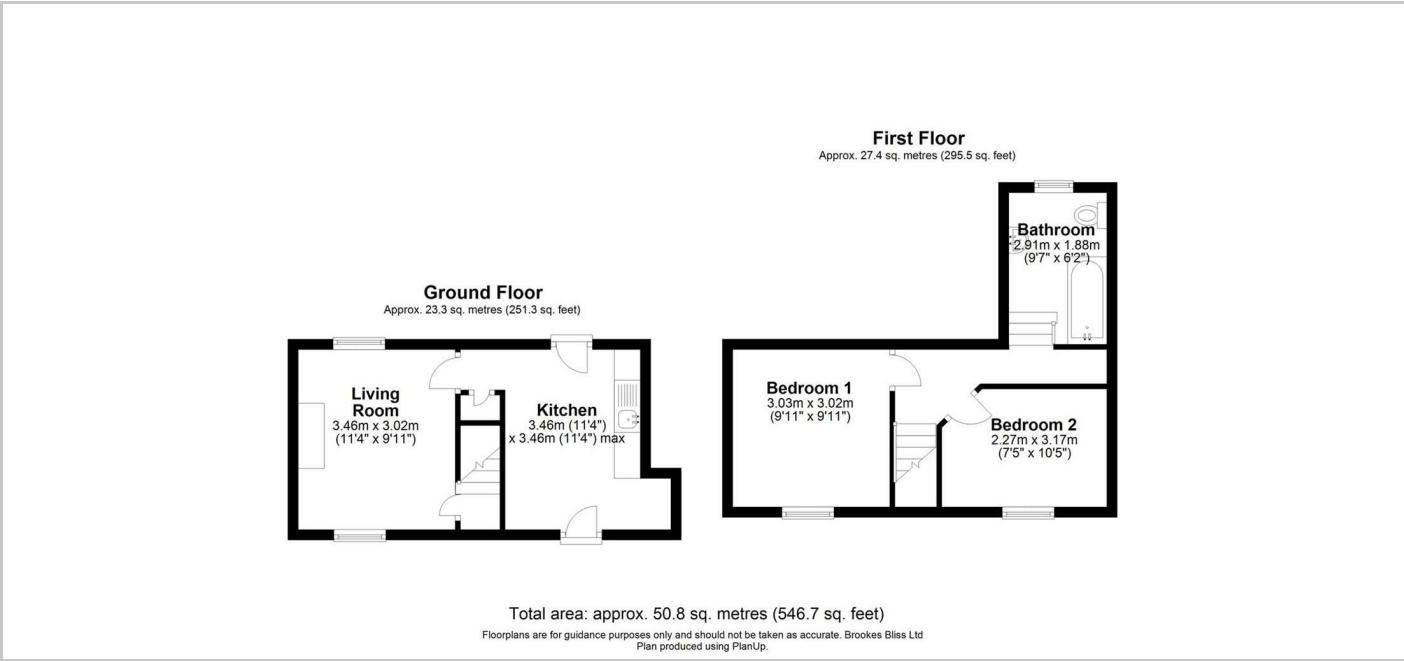 First Floor
Approx. 27.4 sq. metres (295.5 sq. feet)
Bathroom
2.91m x 1.88m
(9'7" x 6'2")
Ground Floor
Approx. 23.3 sq. metres (251.3 sq. feet)
Living
Room
3.46m x 3.02m
(11'4" x 9'11")
Kitchen
3.46m (11'4")
x 3.46m (11'4") max
Bedroom 1
3.03m x 3.02m
(9'11" x 9'11")
Bedroom 2
2.27m x 3.17m
(7'5" x 10'5")
Total area: approx. 50.8 sq. metres (546.7 sq. feet)
Floorplans are for guidance purposes only and should not be taken as accurate. Brookes Bliss Ltd
Plan produced using PlanUp.